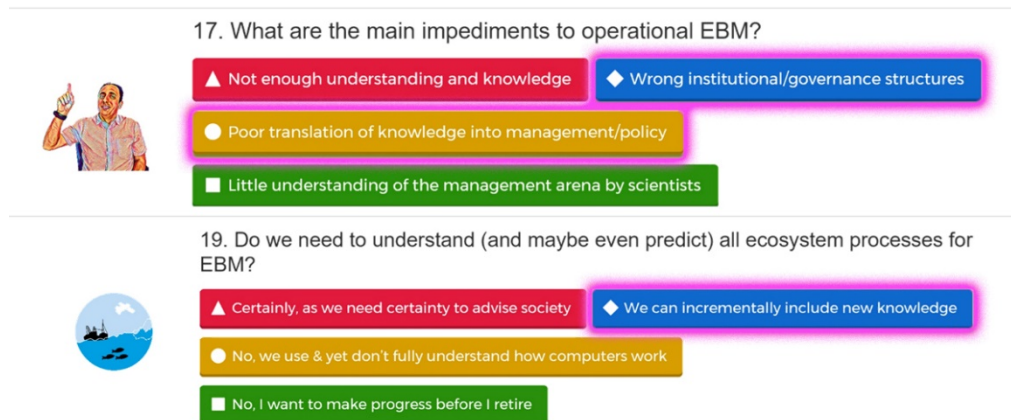 17. What are the main impediments to operational EBM?
Not enough understanding and knowledge
Wrong institutional/governance structures
Poor translation of knowledge into management/policy
Little understanding of the management arena by scientists
19. Do we need to understand (and maybe even predict) all ecosystem processes for
EBM?
Certainly, as we need certainty to advise society
We can incrementally include new knowledge
No, we use & yet don't fully understand how computers work
No, I want to make progress before I retire